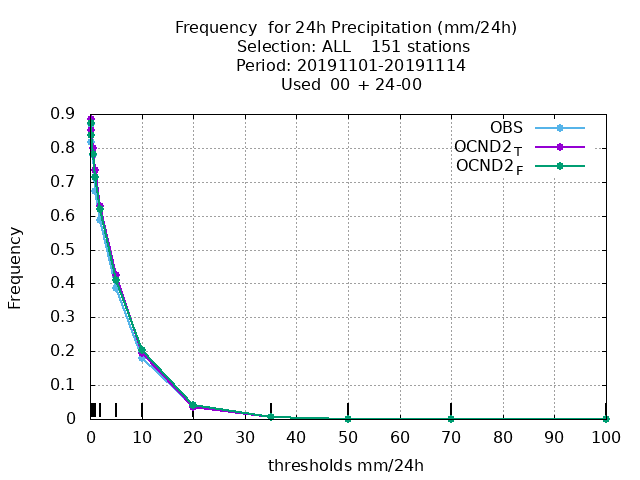 Frequency  for 24h Precipitation (mm/24h)
Selection: ALL    151 stations
Period: 20191101-20191114
Used  00 + 24-00
OBS
OCND2T
OCND2F
Frequency
0.9
0.8
0.7
0.6
0.5
0.4
0.3
0.2
0.1
0
0 10 20 30 40 50 60 70 80 90 100
thresholds mm/24h